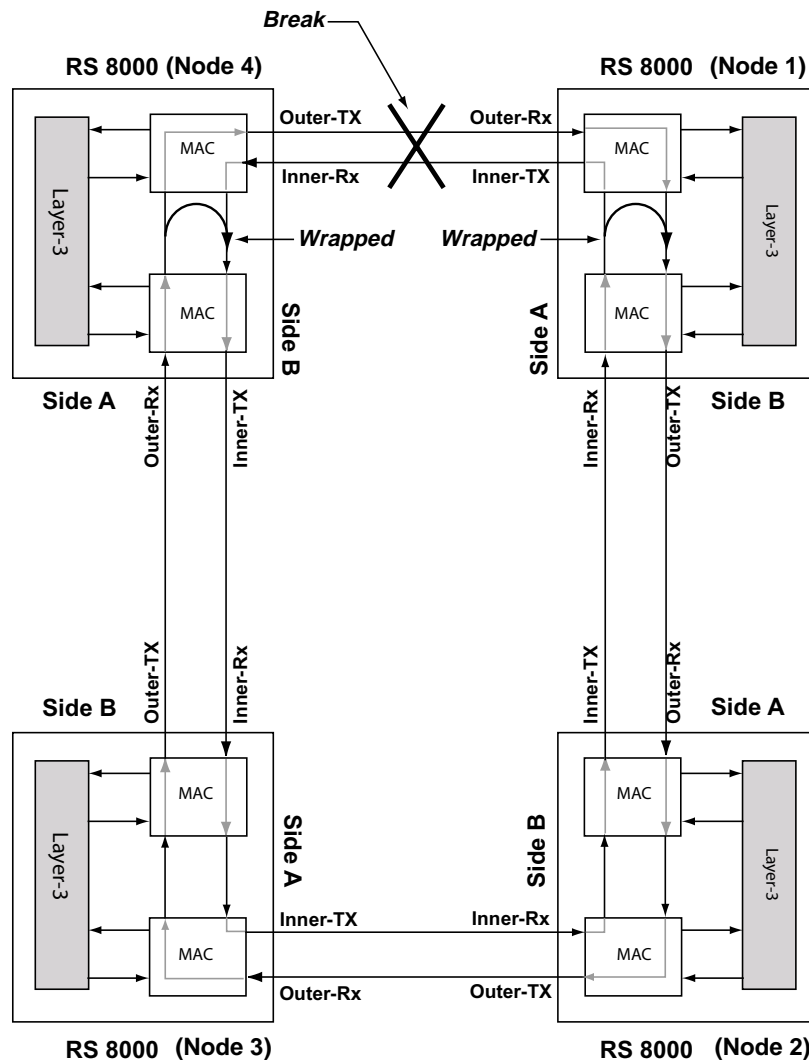 Break
RS 8000 (Node 4)
RS 8000 (Node 1)
Outer-TX
Outer-Rx
MAC
MAC
Inner-Rx
Inner-TX
Layer-3
Layer-3
Wrapped
Wrapped
MAC
MAC
Side B
Side A
Side A
Side B
Outer-Rx
Inner-TX
Inner-Rx
Outer-TX
Outer-TX
Inner-Rx
Inner-TX
Outer-Rx
Side B
Side A
MAC
MAC
Layer-3
Layer-3
Side A
Side B
Inner-TX
Inner-Rx
MAC
MAC
Outer-Rx
Outer-TX
RS 8000 (Node 3)
RS 8000 (Node 2)